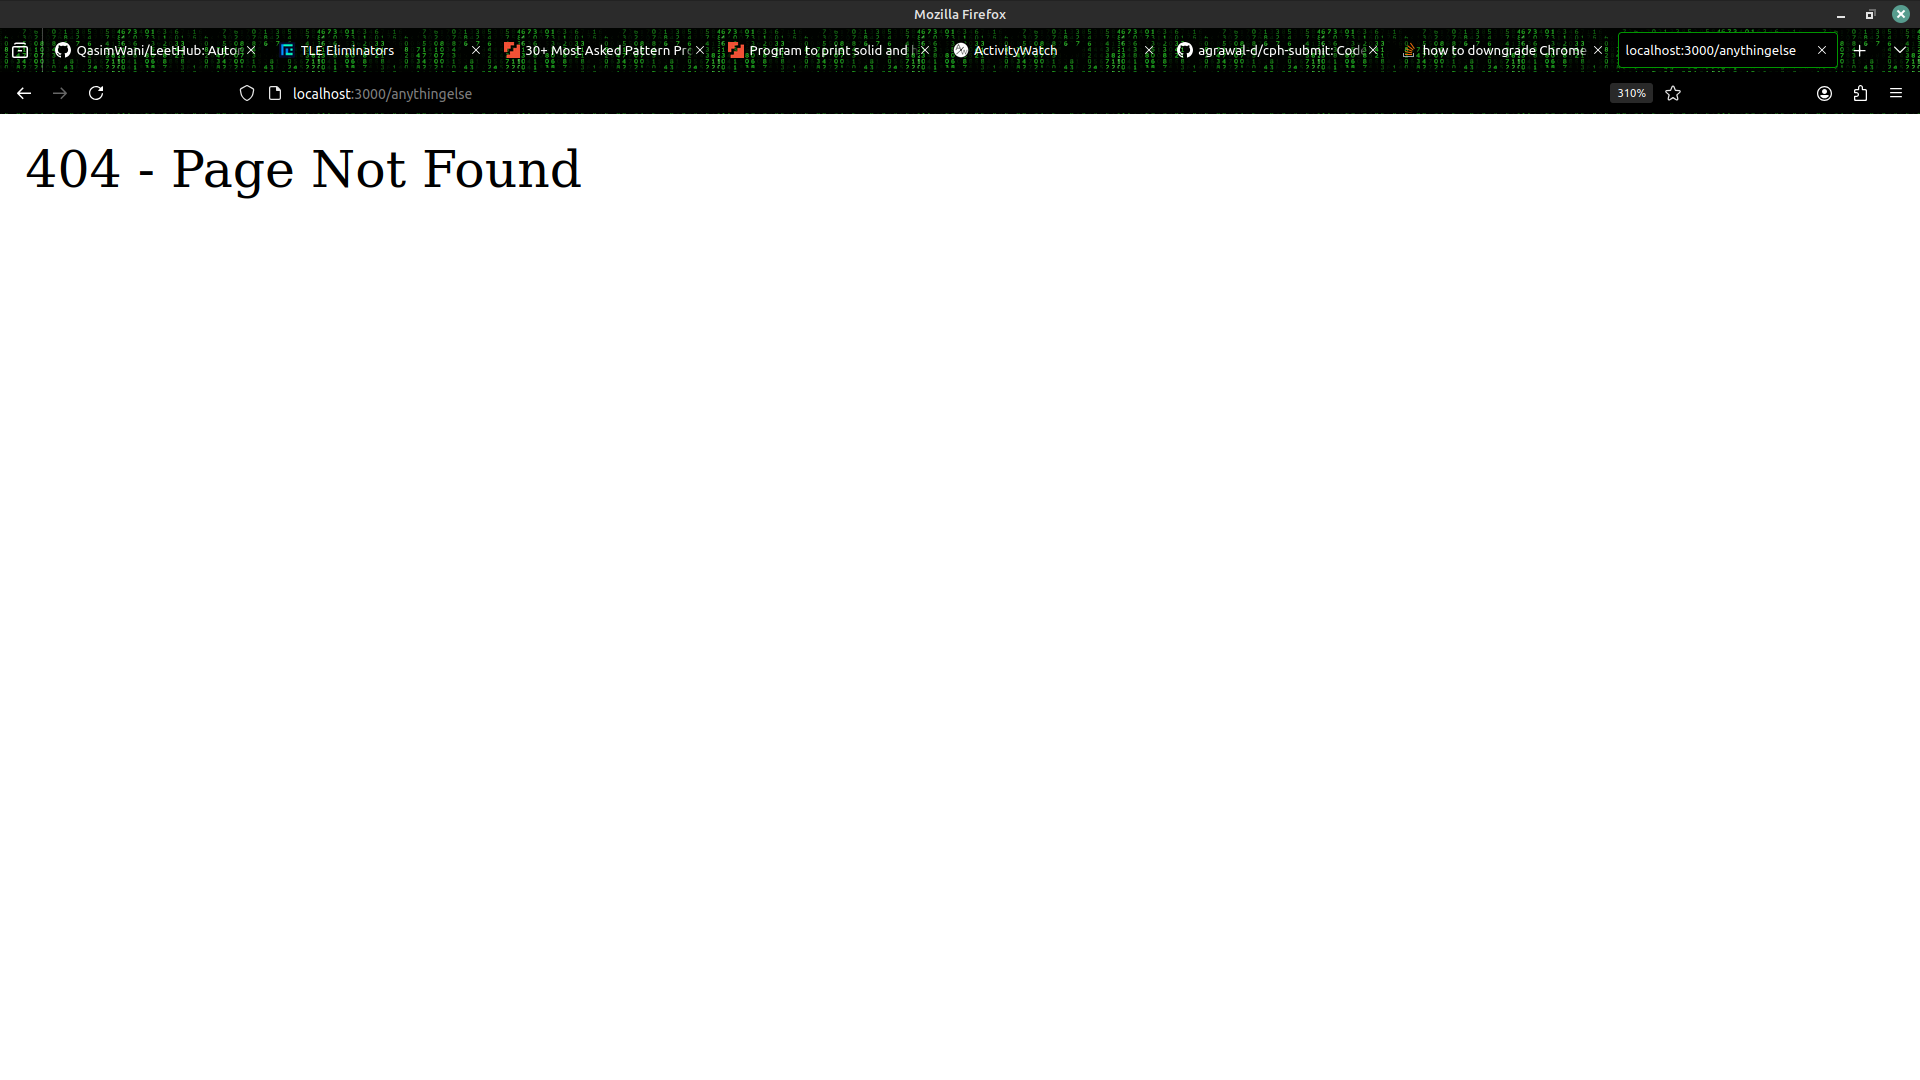 Mozilla Firefox
QasimWani/LeetHub: Auto
TLE Eliminators
30+ Most Asked Pattern Pr
Program to print solid and
ActivityWatch
agrawal-d/cph-submit: Code
how to downgrade Chrome
localhost:3000/anythingelse
localhost:3000/anythingelse
310%
404 - Page Not Found